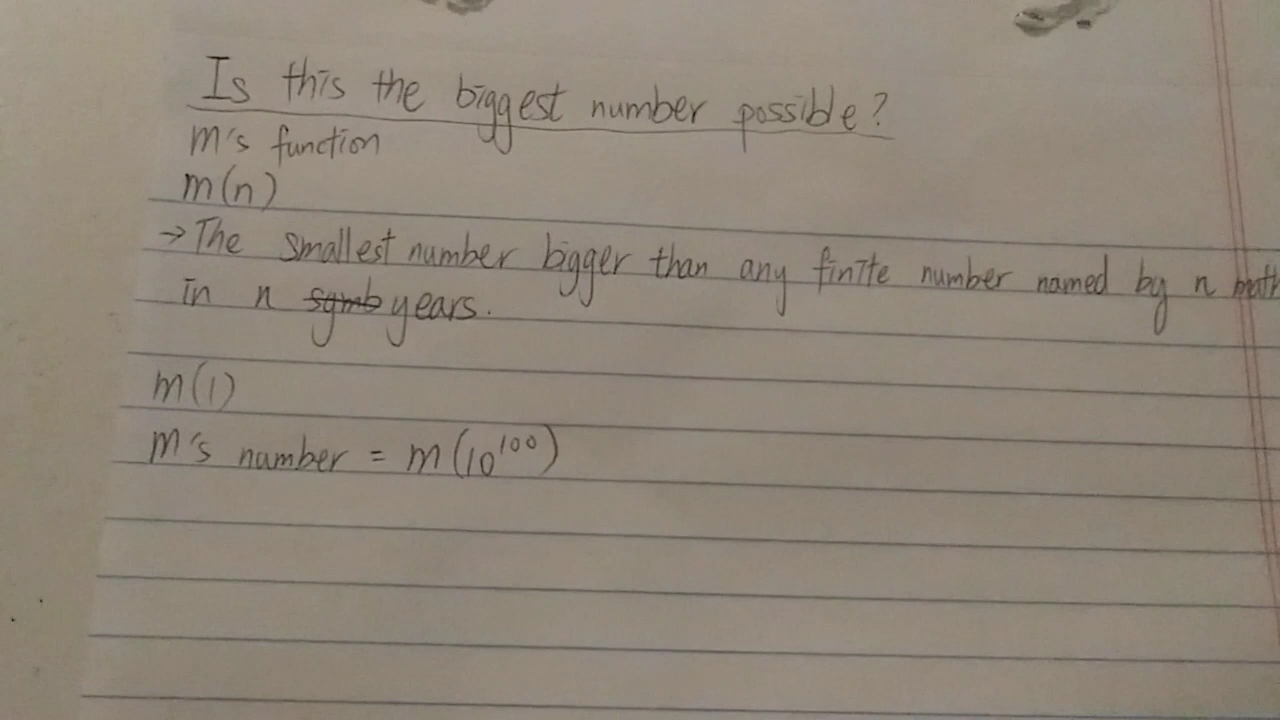 Is this the biggest number possible?
m's function
m(n)
→ The smallest number bigger than any finite number named by n
in n years.
m(1)
m's number = m(10¹⁰⁰)